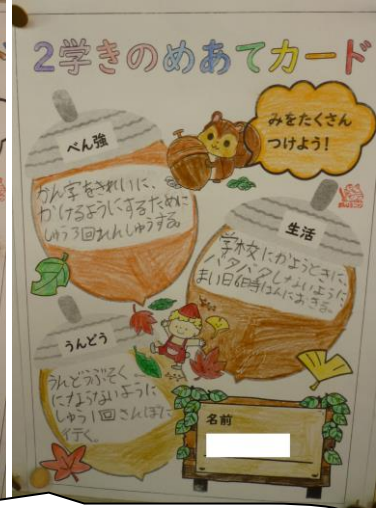 2学きのめあてカード
みをたくさん
つけよう!
べん強
かん字をきれいに、
かけるようにするために
しゅう3回れんしゅうする。
生活
学校にかようときに、
バタバタしないように
まい日6時はんにおきる。
うんどう
うんどうぶそく
にならないように
しゅう1回さんぽに
行く。
名前